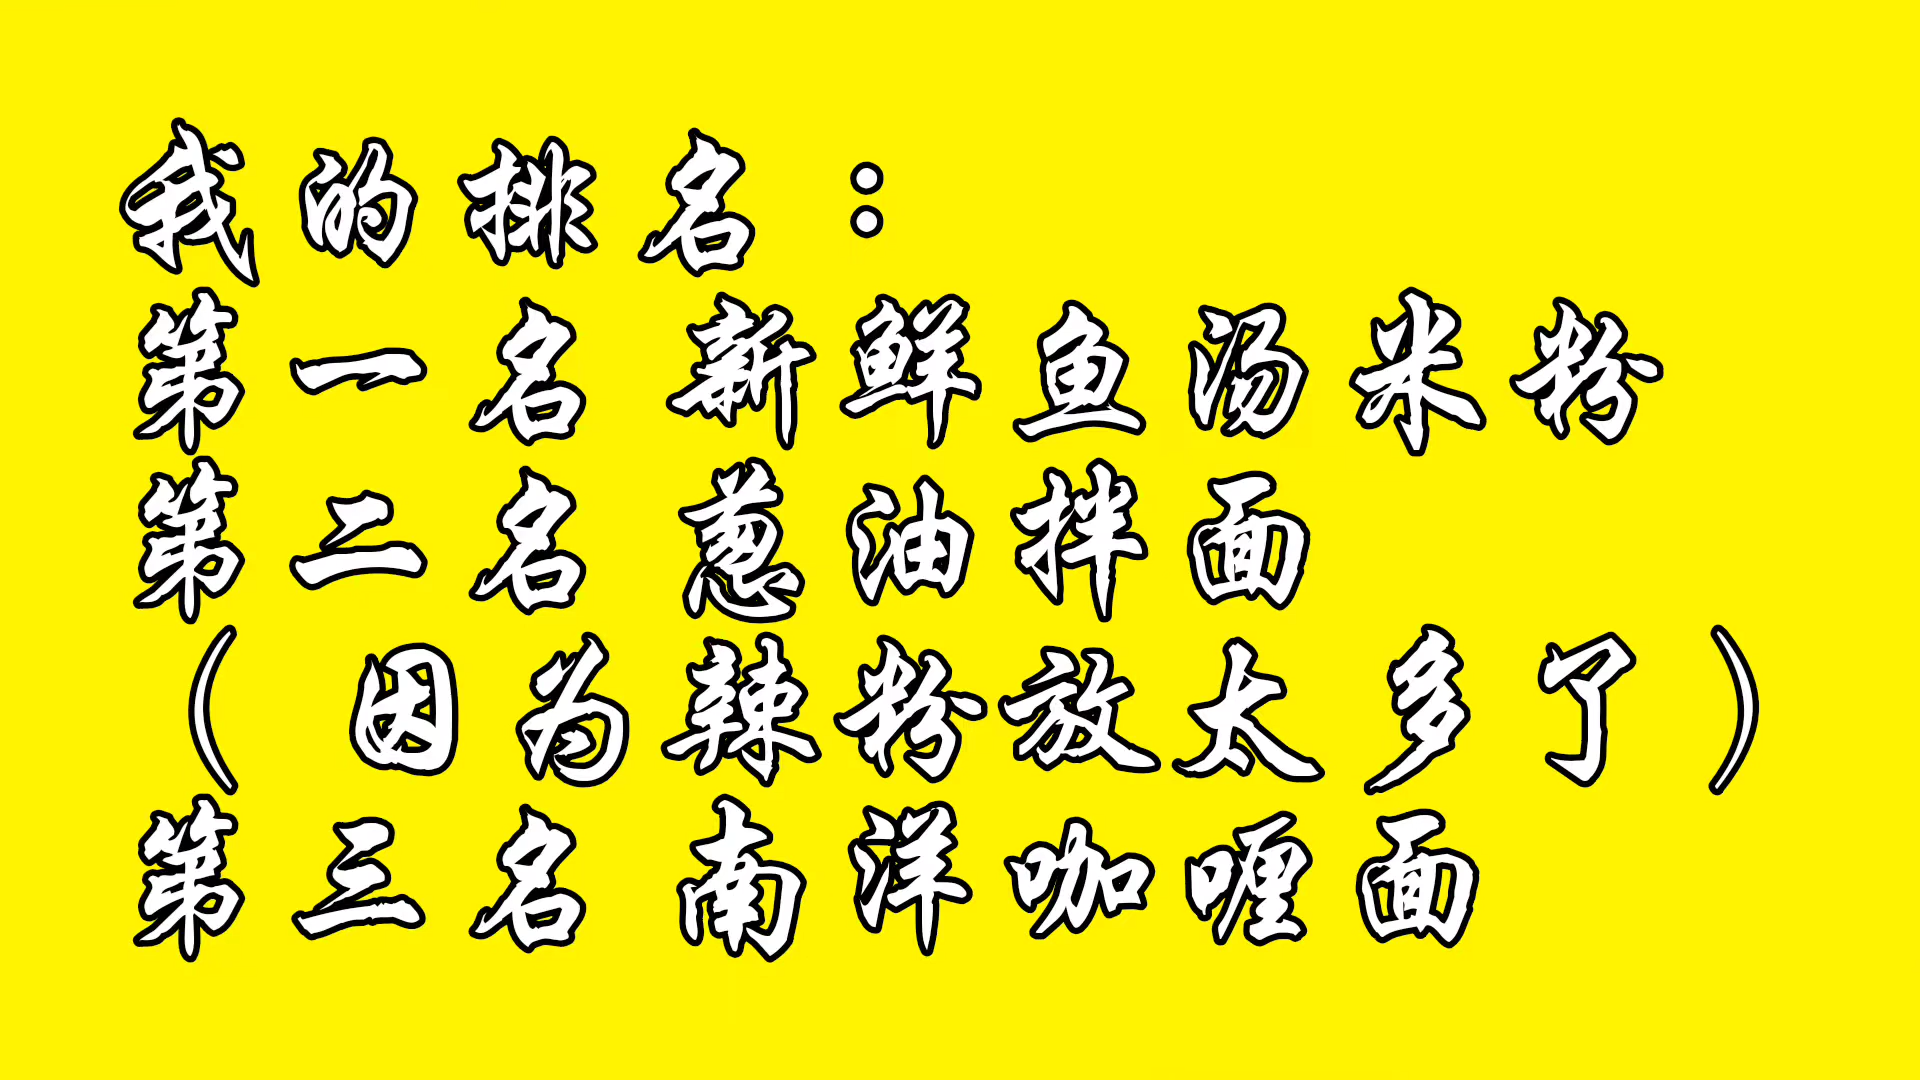 我的排名：
第一名 新鲜鱼汤米粉
第二名 葱油拌面
（因为辣粉放太多了）
第三名 南洋咖喱面